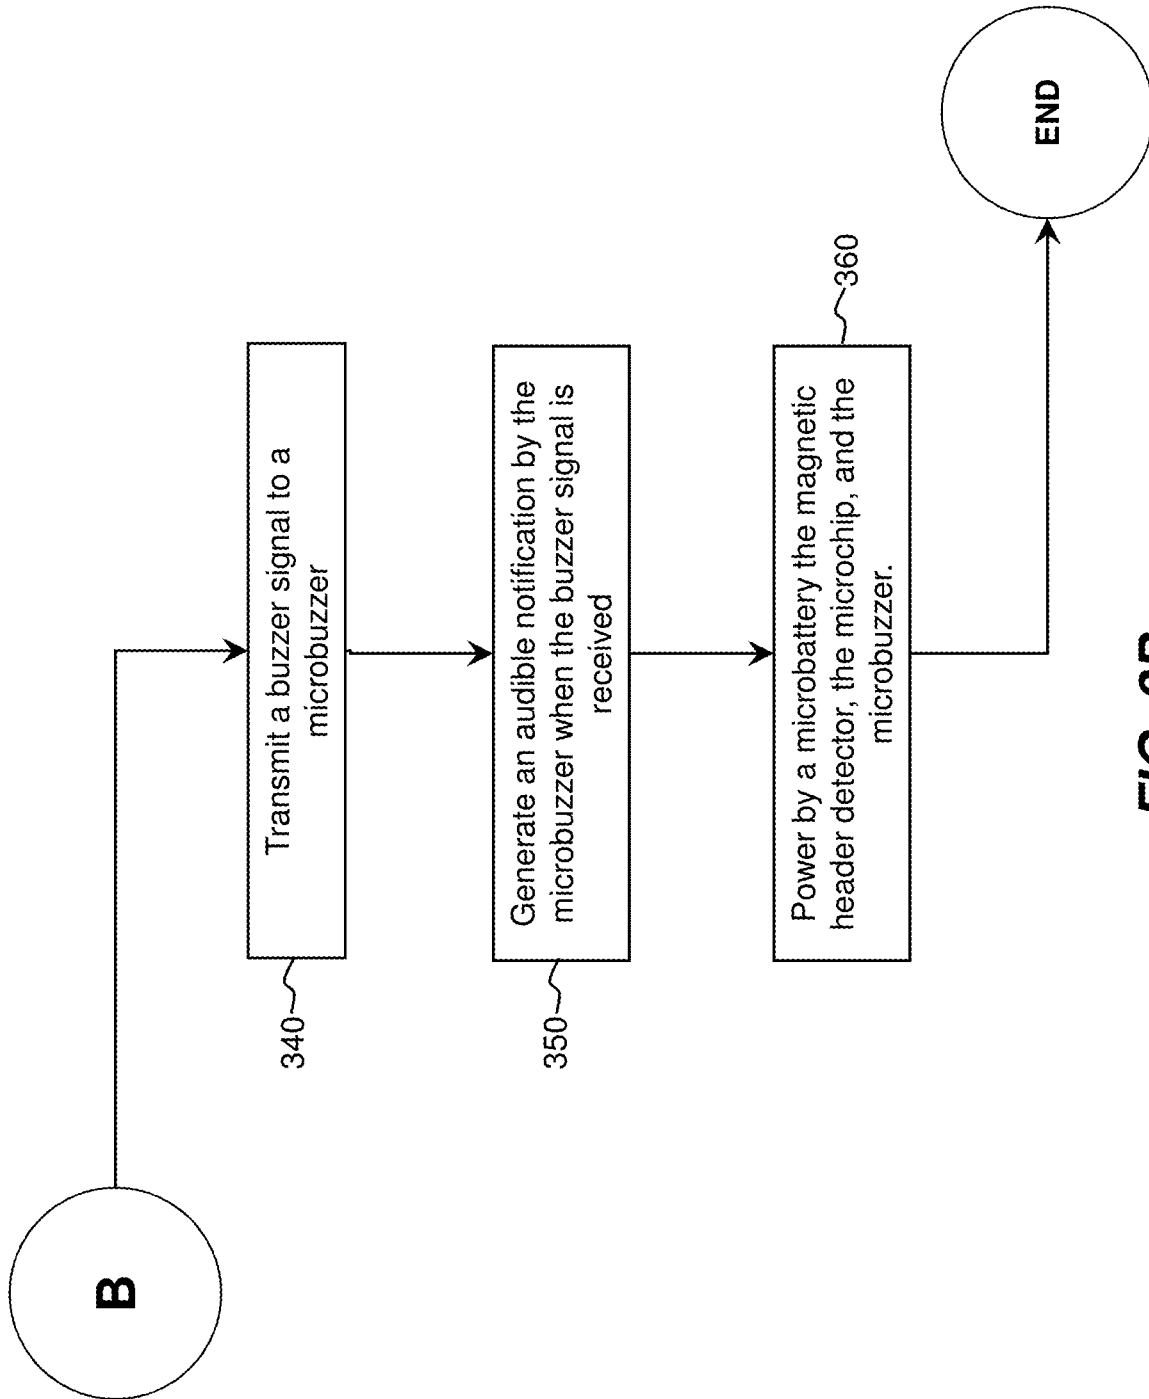 B
Transmit a buzzer signal to a
microbuzzer
340
Generate an audible notification by the
microbuzzer when the buzzer signal is
received
350
Power by a microbattery the magnetic
header detector, the microchip, and the
microbuzzer.
360
END